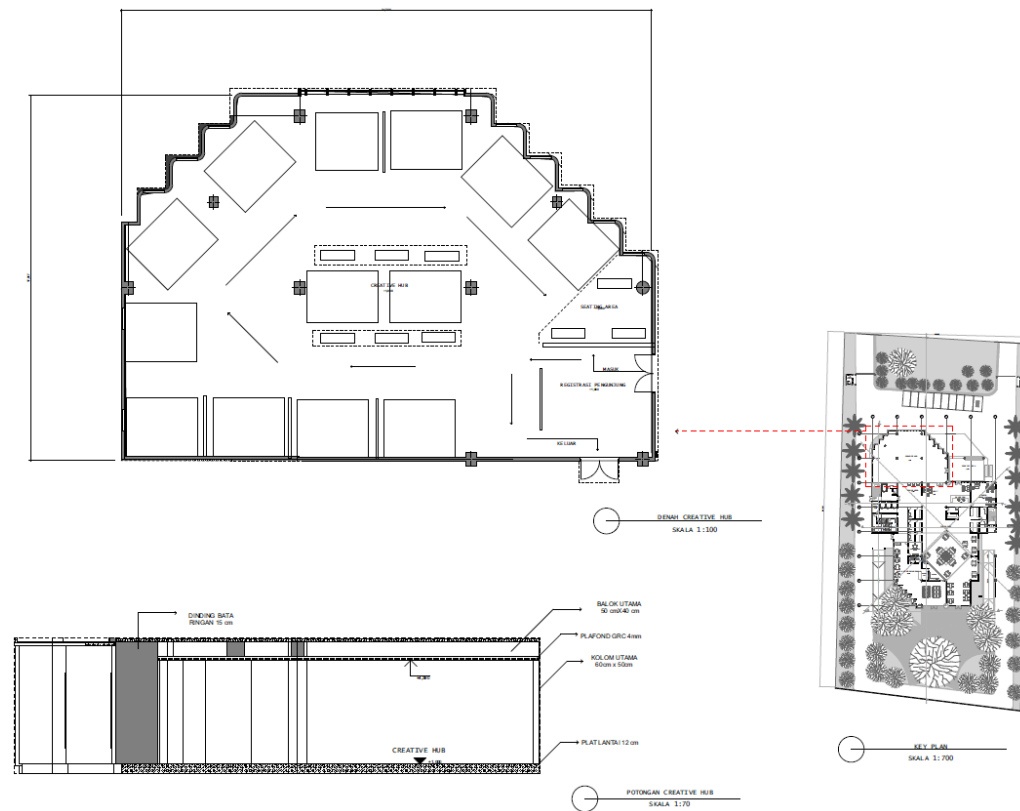 CREATIVE HUB
SEATING AREA
MASUK
REGISTRASI PENGUNJUNG
KELUAR
DENAH CREATIVE HUB
SKALA 1:100
DINDING BATA
RINGAN 15 cm
BALOK UTAMA
50 cmX40 cm
PLAFOND GRC 4mm
KOLOM UTAMA
60cm x 50cm
CREATIVE HUB
PLAT LANTAI 12 cm
POTONGAN CREATIVE HUB
SKALA 1:70
KEY PLAN
SKALA 1:700